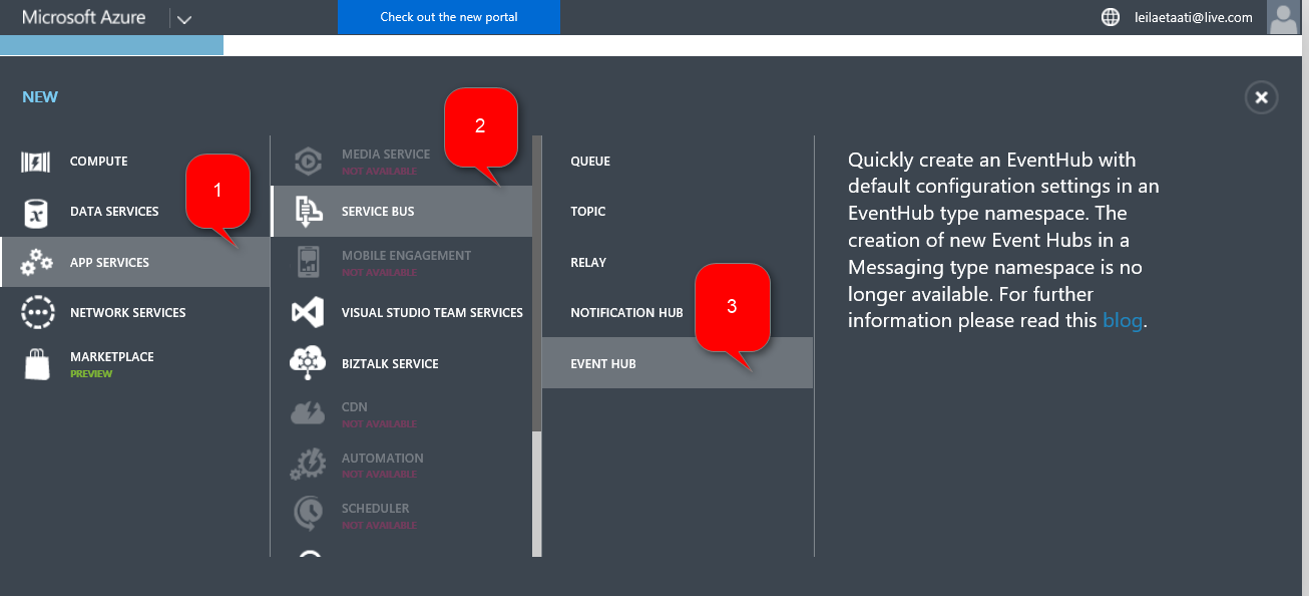 Microsoft Azure
Check out the new portal
leilaetaati@live.com
NEW
COMPUTE
DATA SERVICES
APP SERVICES
NETWORK SERVICES
MARKETPLACE
PREVIEW
1
MEDIA SERVICE
NOT AVAILABLE
SERVICE BUS
MOBILE ENGAGEMENT
NOT AVAILABLE
VISUAL STUDIO TEAM SERVICES
BIZTALK SERVICE
CDN
NOT AVAILABLE
AUTOMATION
NOT AVAILABLE
SCHEDULER
NOT AVAILABLE
2
QUEUE
TOPIC
RELAY
NOTIFICATION HUB
EVENT HUB
3
Quickly create an EventHub with
default configuration settings in an
EventHub type namespace. The
creation of new Event Hubs in a
Messaging type namespace is no
longer available. For further
information please read this blog.